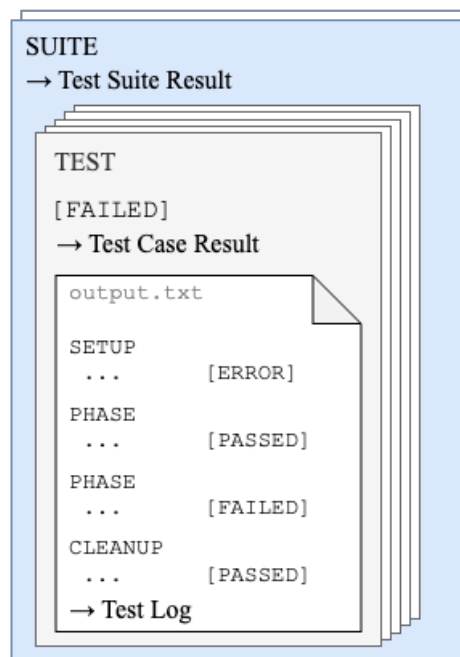 SUITE
→ Test Suite Result
TEST
[FAILED]
→ Test Case Result
output.txt
SETUP
... [ERROR]
PHASE
... [PASSED]
PHASE
... [FAILED]
CLEANUP
... [PASSED]
→ Test Log